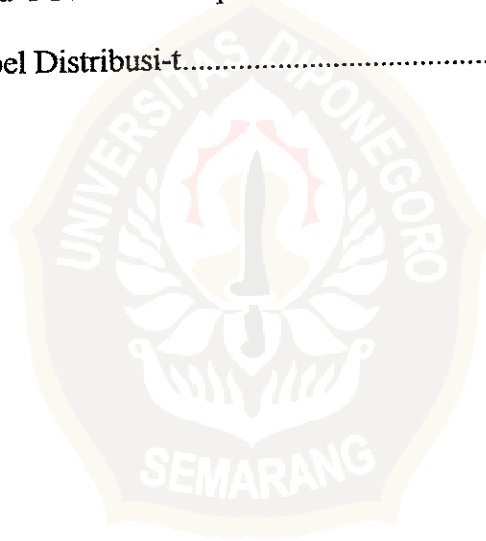 bel Distribusi-t.......................................
UNIVERSITAS DIPONEGORO
SEMARANG